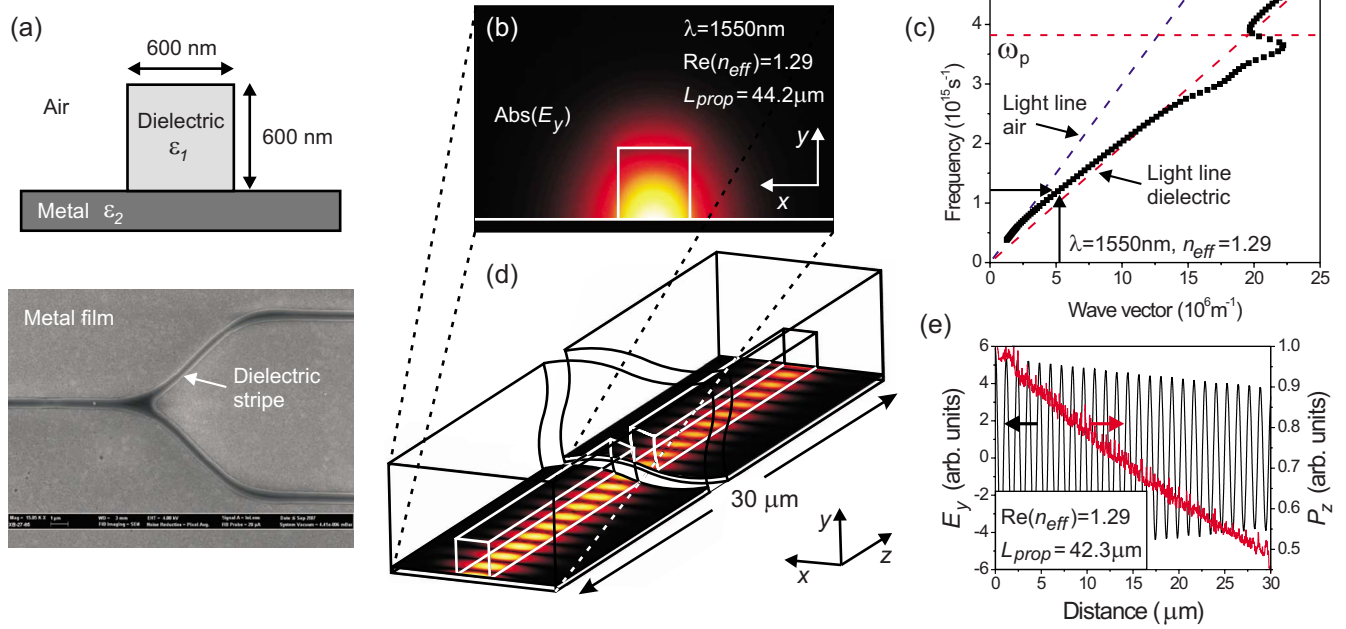 (a)
600 nm
Air
Dielectric
ε1
600 nm
Metal ε2
Metal film
Dielectric
stripe
(b)
λ=1550nm
Re(neff)=1.29
Lprop=44.2μm
Abs(Ey)
y
x
(c)
Frequency (10^15 s^-1)
4
3
2
1
0
ωp
Light line
air
Light line
dielectric
λ=1550nm, neff=1.29
0 5 10 15 20 25
Wave vector (10^6 m^-1)
(d)
30 μm
y
x
z
(e)
Ey (arb. units)
6
4
2
0
-2
-4
-6
1.0
0.9
0.8
0.7
0.6
0.5
Pz (arb. units)
Re(neff)=1.29
Lprop=42.3μm
0 5 10 15 20 25 30
Distance (μm)